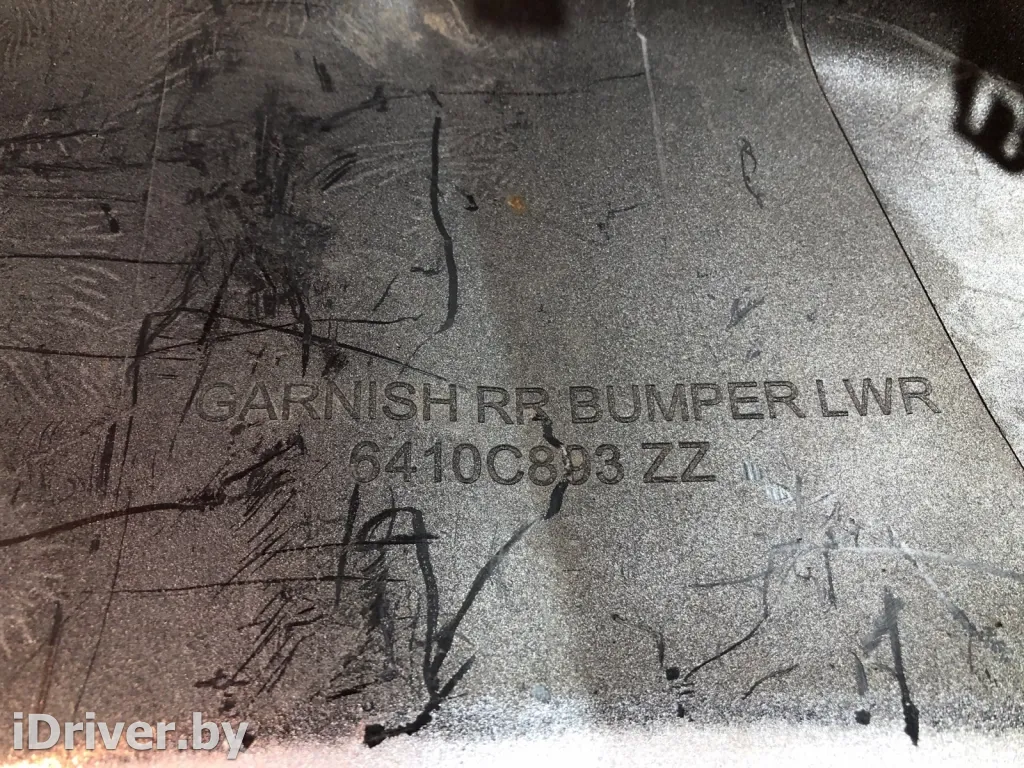 GARNISH RR BUMPER LWR
6410C893 ZZ
iDriver.by